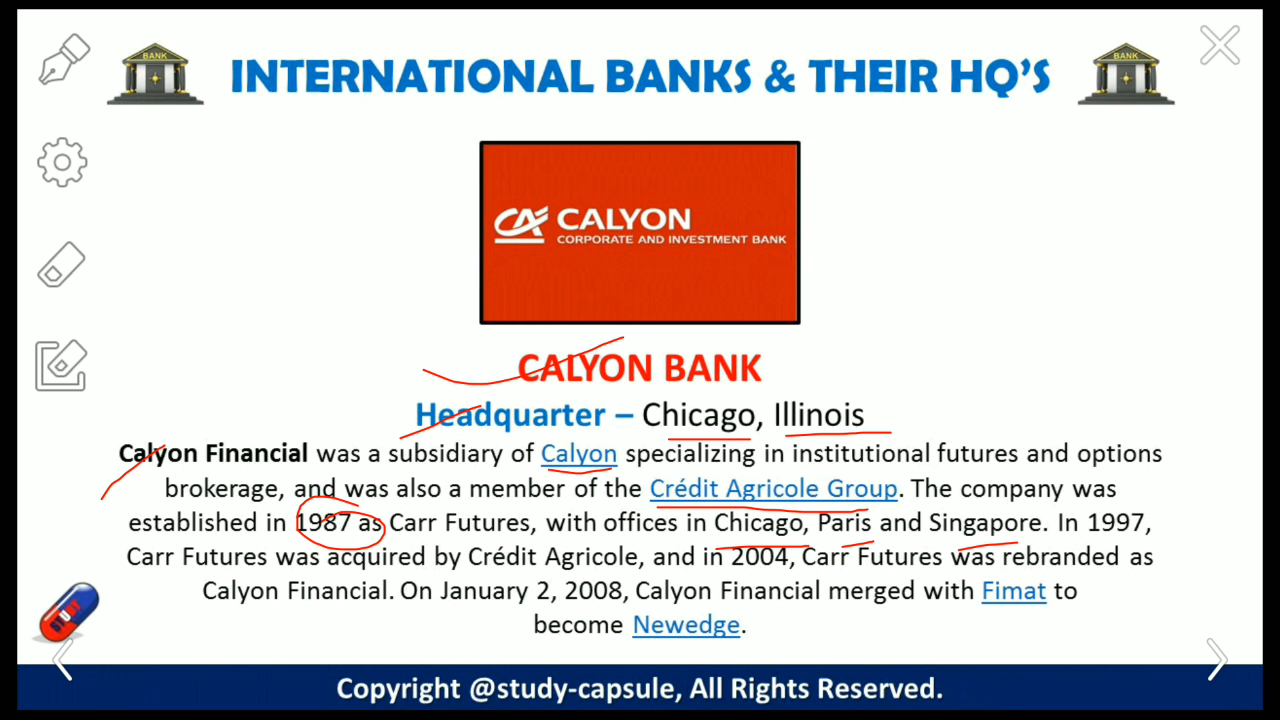 BANK
INTERNATIONAL BANKS & THEIR HQ'S
BANK
CA CALYON
CORPORATE AND INVESTMENT BANK
CALYON BANK
Headquarter – Chicago, Illinois
Calyon Financial was a subsidiary of Calyon specializing in institutional futures and options
brokerage, and was also a member of the Crédit Agricole Group. The company was
established in 1987 as Carr Futures, with offices in Chicago, Paris and Singapore. In 1997,
Carr Futures was acquired by Crédit Agricole, and in 2004, Carr Futures was rebranded as
Calyon Financial. On January 2, 2008, Calyon Financial merged with Fimat to
become Newedge.
STUDY
Copyright @study-capsule, All Rights Reserved.